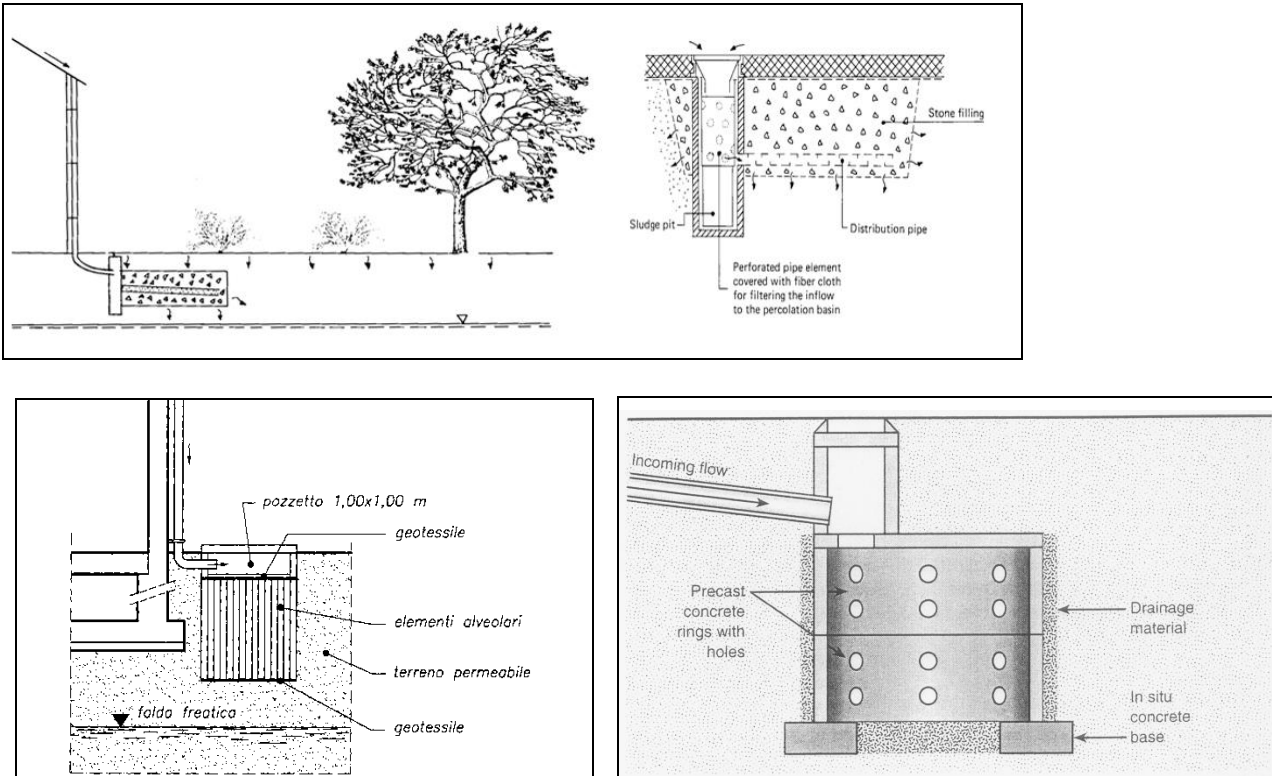 Stone filling
Sludge pit
Distribution pipe
Perforated pipe element
covered with fiber cloth
for filtering the inflow
to the percolation basin
pozzetto 1,00x1,00 m
geotessile
elementi alveolari
terreno permeabile
falda freatica
geotessile
Incoming flow
Precast
concrete
rings with
holes
Drainage
material
In situ
concrete
base